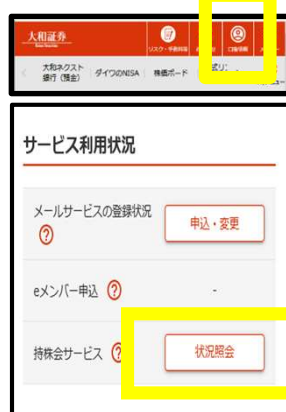 大和証券
リスク・手数料等
口座情報
大和ネクスト
銀行(預金)
ダイワのNISA
株価ボード
サービス利用状況
メールサービスの登録状況
?
申込・変更
eメンバー申込 ?
-
持株会サービス ?
状況照会